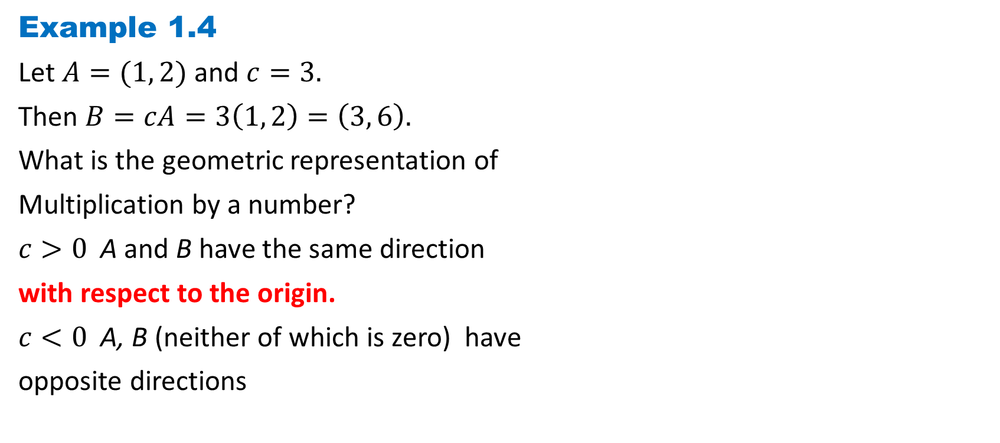 Example 1.4
Let A = (1, 2) and c = 3.
Then B = cA = 3(1, 2) = (3, 6).
What is the geometric representation of
Multiplication by a number?
c > 0 A and B have the same direction
with respect to the origin.
c < 0 A, B (neither of which is zero) have
opposite directions